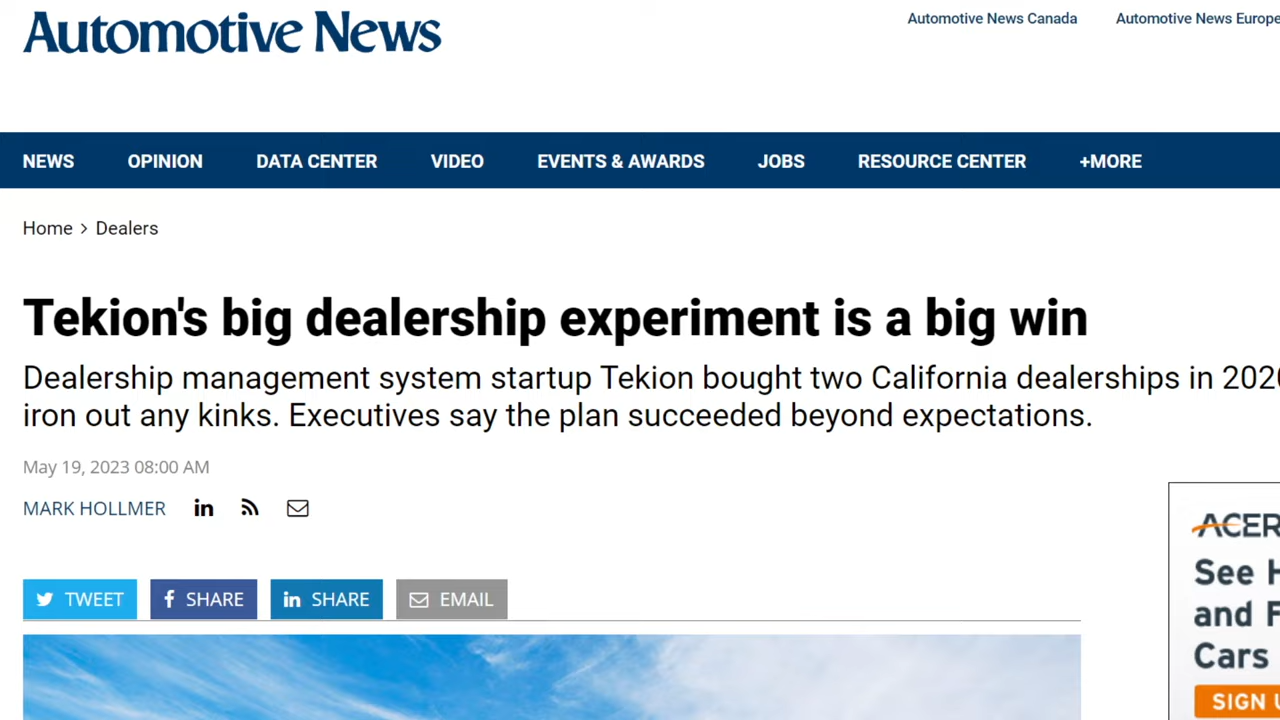 Automotive News
Automotive News Canada Automotive News Europe
NEWS OPINION DATA CENTER VIDEO EVENTS & AWARDS JOBS RESOURCE CENTER +MORE
Home > Dealers
Tekion's big dealership experiment is a big win
Dealership management system startup Tekion bought two California dealerships in 2020
iron out any kinks. Executives say the plan succeeded beyond expectations.
May 19, 2023 08:00 AM
MARK HOLLMER in
TWEET f SHARE in SHARE EMAIL
ACER
See H
and F
Cars
SIGN U